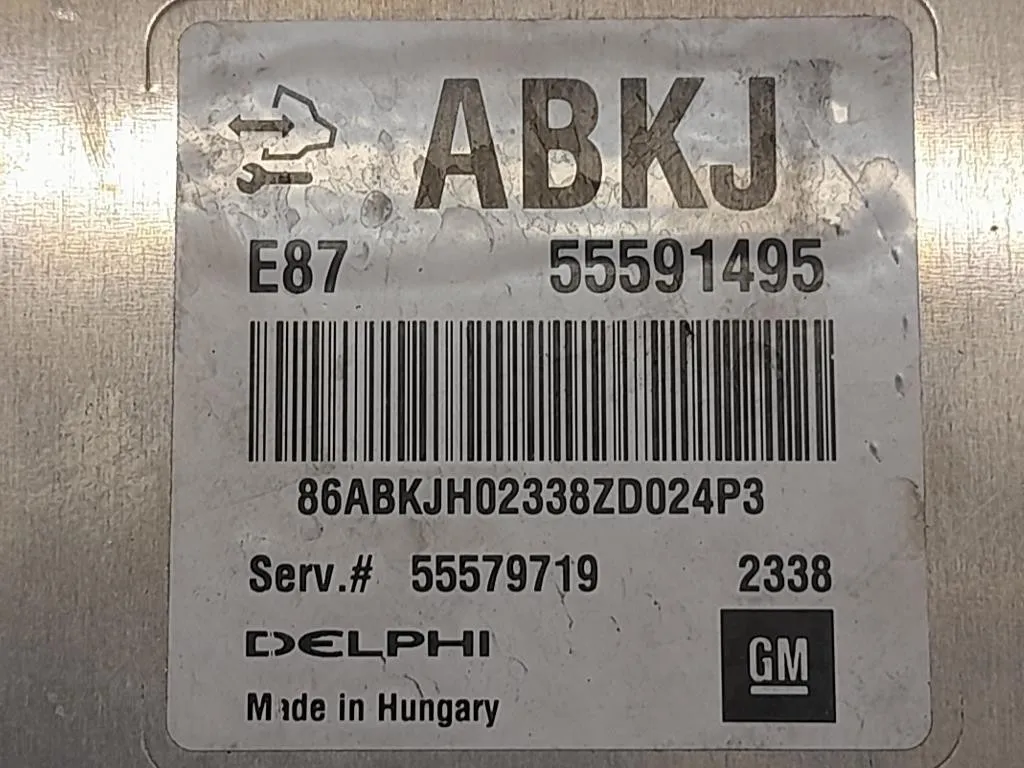 ABKJ
E87 55591495
86ABKJH02338ZD024P3
Serv.# 55579719 2338
DELPHI
GM
Made in Hungary